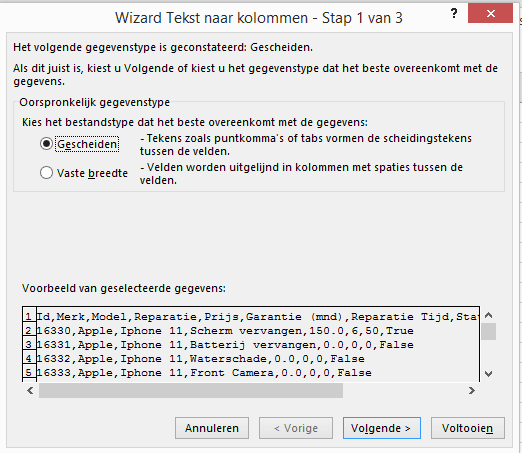 Wizard Tekst naar kolommen - Stap 1 van 3
?
Het volgende gegevenstype is geconstateerd: Gescheiden.
Als dit juist is, kiest u Volgende of kiest u het gegevenstype dat het beste overeenkomt met de
gegevens.
Oorspronkelijk gegevenstype
Kies het bestandstype dat het beste overeenkomt met de gegevens:
Gescheiden
- Tekens zoals puntkomma's of tabs vormen de scheidingstekens
tussen de velden.
Vaste breedte
- Velden worden uitgelijnd in kolommen met spaties tussen de
velden.
Voorbeeld van geselecteerde gegevens:
1 Id,Merk,Model,Reparatie,Prijs,Garantie (mnd),Reparatie Tijd,Sta
2 16330,Apple,Iphone 11,Scherm vervangen,150.0,6,50,True
3 16331,Apple,Iphone 11,Batterij vervangen,0.0,0,0,False
4 16332,Apple,Iphone 11,Waterschade,0.0,0,0,False
5 16333,Apple,Iphone 11,Front Camera,0.0,0,0,False
Annuleren
< Vorige
Volgende >
Voltooien